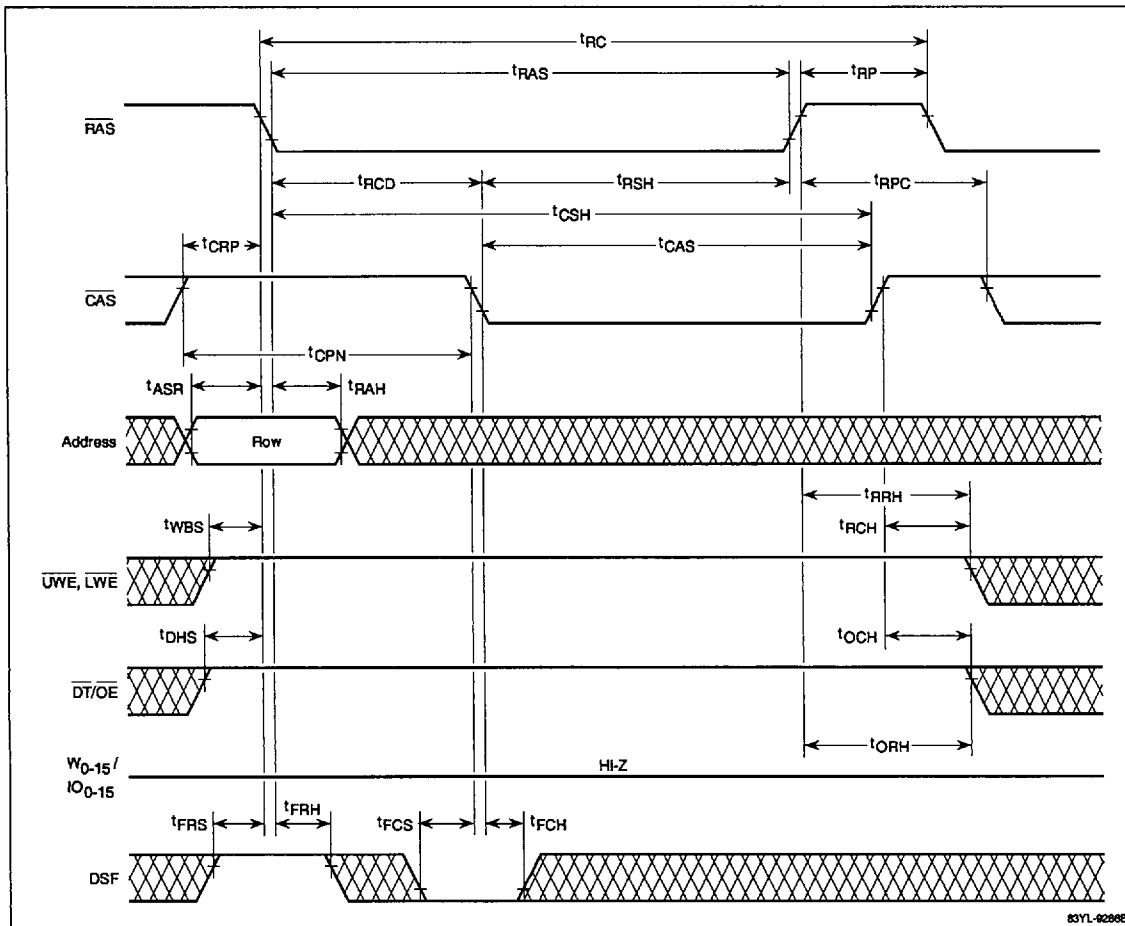 tRC
tRAS
tRP
RAS
tRCD
tRSH
tRPC
tCSH
tCRP
tCAS
CAS
tCPN
tASR
tRAH
Address
Row
tRRH
tWBS
tRCH
UWE, LWE
tDHS
tOCH
DT/OE
tORH
W0-15 /
IO0-15
HI-Z
tFRS
tFRH
tFCS
tFCH
DSF
83YL-9286B